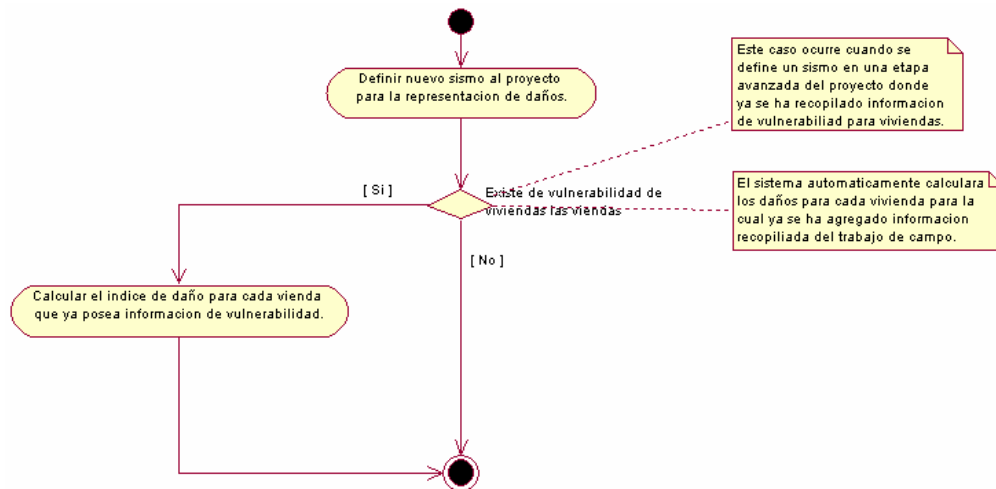 Definir nuevo sismo al proyecto
para la representacion de daños.
Este caso ocurre cuando se
define un sismo en una etapa
avanzada del proyecto donde
ya se ha recopilado informacion
de vulnerabiliad para viviendas.
[ Si ]
Existe de vulnerabilidad de
viviendas las viendas
El sistema automaticamente calculara
los daños para cada vivienda para la
cual ya se ha agregado informacion
recopiliada del trabajo de campo.
[ No ]
Calcular el indice de daño para cada vienda
que ya posea informacion de vulnerabilidad.